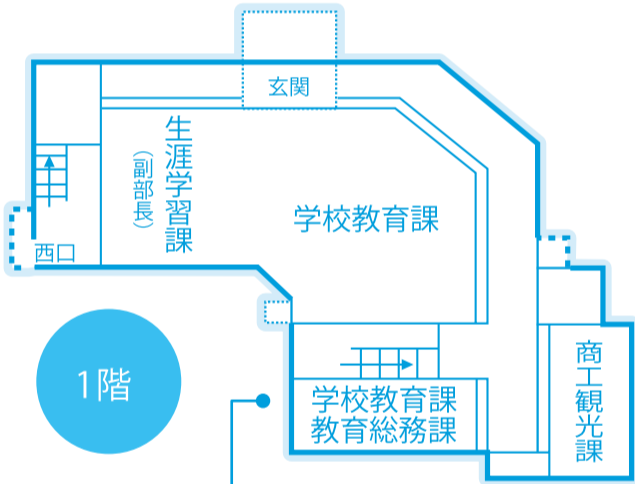 玄関
生涯学習課
（副部長）
学校教育課
西口
1階
学校教育課
教育総務課
商工観光課